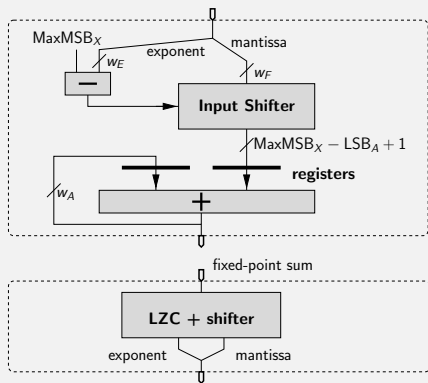 MaxMSB_X
exponent
mantissa
w_E
w_F
−
Input Shifter
MaxMSB_X − LSB_A + 1
registers
w_A
+
fixed-point sum
LZC + shifter
exponent
mantissa